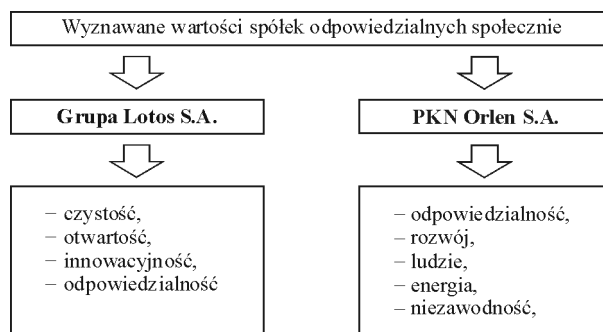 Wyznawane wartości spółek odpowiedzialnych społecznie
Grupa Lotos S.A.
PKN Orlen S.A.
– czystość,
– otwartość,
– innowacyjność,
– odpowiedzialność
– odpowiedzialność,
– rozwój,
– ludzie,
– energia,
– niezawodność,